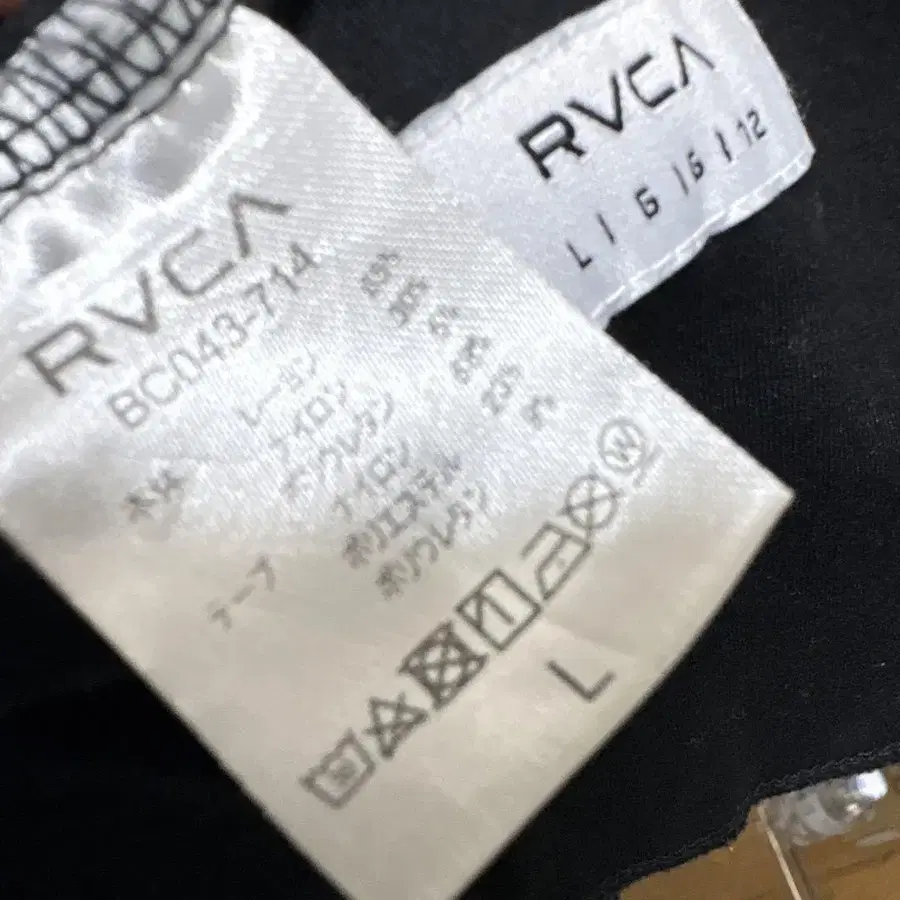 RVCA
L I G IG / 12
RVCA
BC043-714
本体 レーヨン
ナイロン
ポリウレタン
テープ ナイロン
ポリエステル
ポリウレタン
W
L